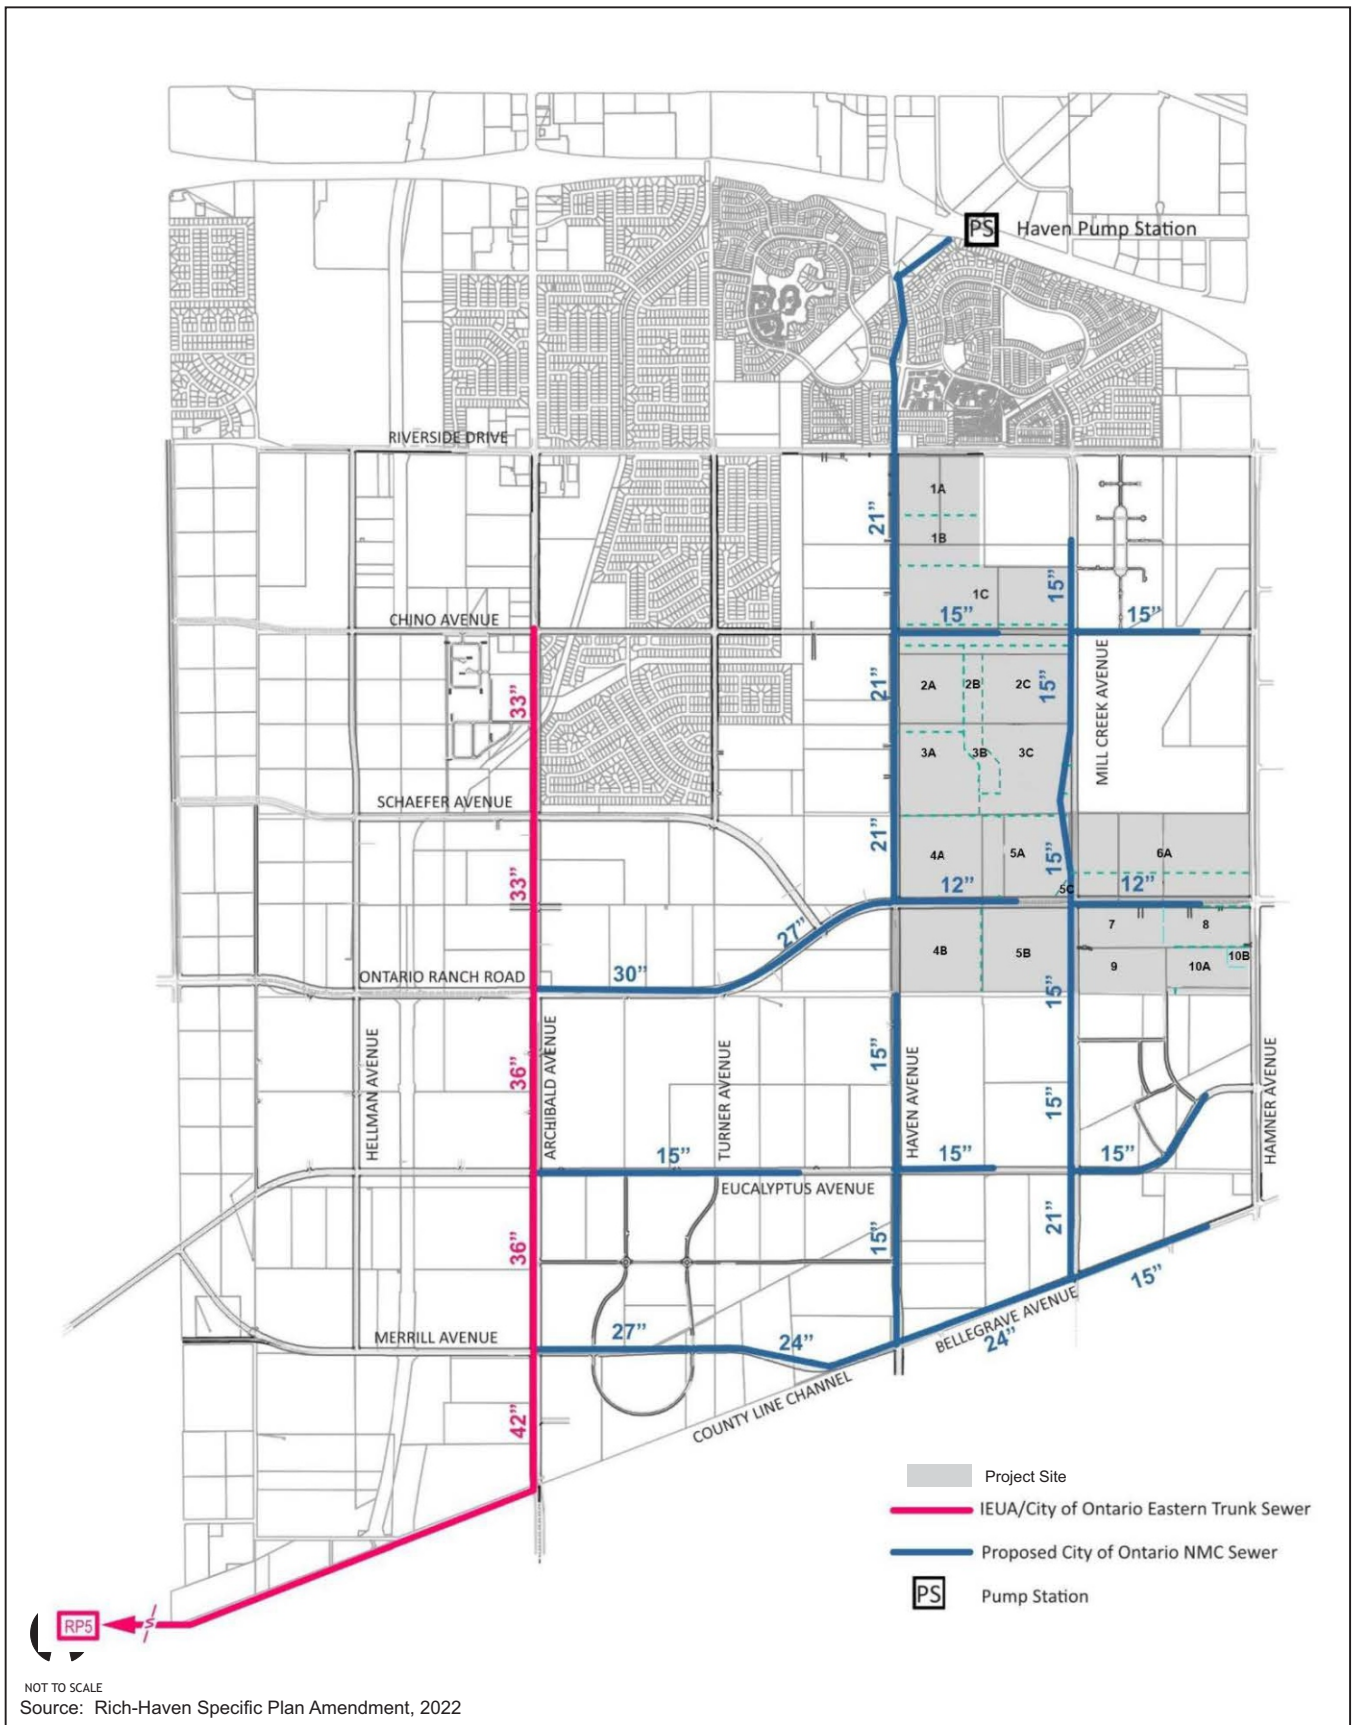 PS Haven Pump Station
RIVERSIDE DRIVE
1A
21”
1B
15”
1C
CHINO AVENUE
15”
15”
33”
21”
2A
2B
2C
15”
MILL CREEK AVENUE
3A
3B
3C
SCHAEFER AVENUE
21”
4A
5A
15”
6A
33”
12”
5C
12”
27”
7
8
4B
5B
9
10A
10B
ONTARIO RANCH ROAD
30”
15”
HELLMAN AVENUE
36”
ARCHIBALD AVENUE
TURNER AVENUE
15”
HAVEN AVENUE
15”
HAMNER AVENUE
15”
15”
15”
EUCALYPTUS AVENUE
36”
15”
21”
15”
MERRILL AVENUE
27”
24”
BELLEGRAVE AVENUE
24”
42”
COUNTY LINE CHANNEL
Project Site
IEUA/City of Ontario Eastern Trunk Sewer
Proposed City of Ontario NMC Sewer
PS Pump Station
RP5
NOT TO SCALE
Source: Rich-Haven Specific Plan Amendment, 2022